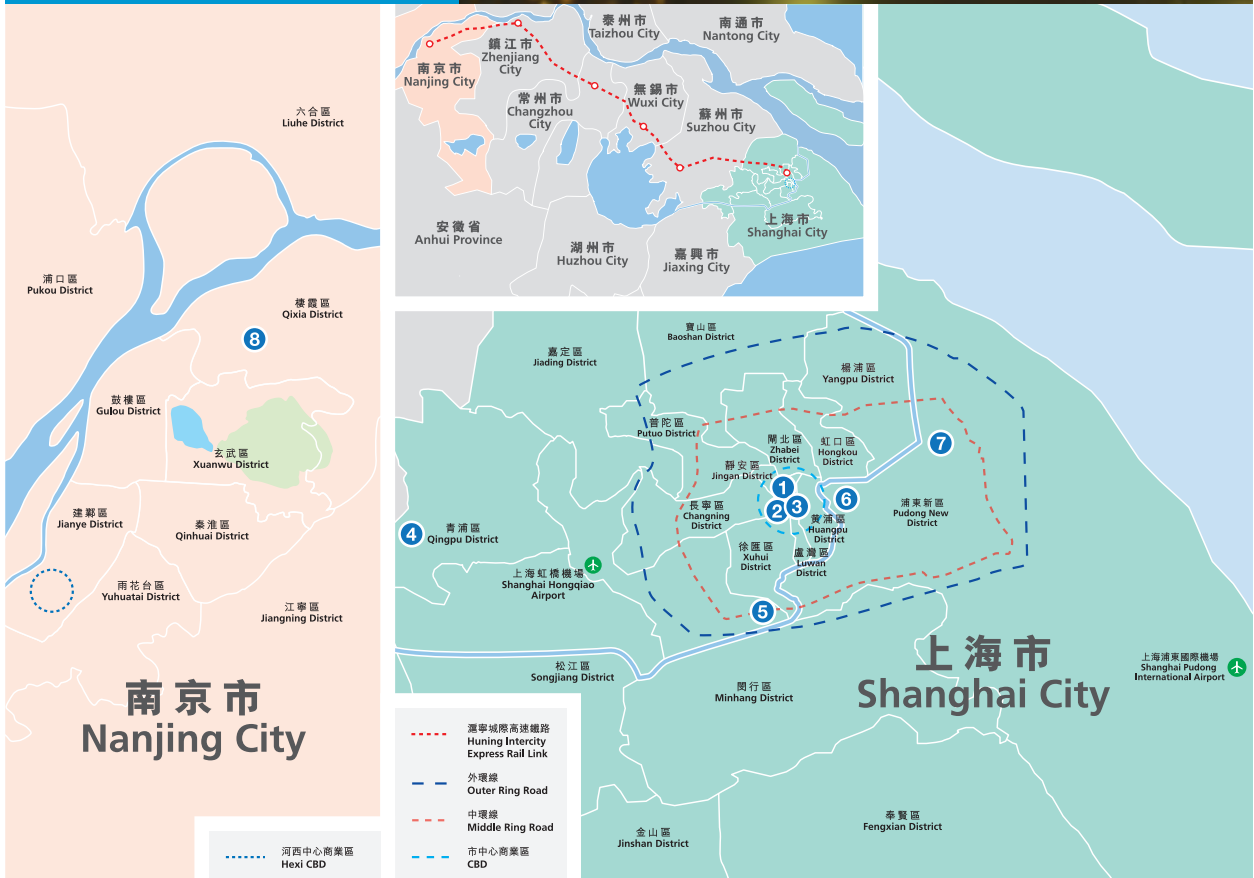 六合區
Liuhe District
浦口區
Pukou District
棲霞區
Qixia District
8
鼓樓區
Gulou District
玄武區
Xuanwu District
建鄴區
Jianye District
秦淮區
Qinhuai District
雨花台區
Yuhuatai District
江寧區
Jiangning District
南京市
Nanjing City
河西中心商業區
Hexi CBD
泰州市
Taizhou City
南通市
Nantong City
鎮江市
Zhenjiang
City
南京市
Nanjing City
常州市
Changzhou
City
無錫市
Wuxi City
蘇州市
Suzhou City
安徽省
Anhui Province
湖州市
Huzhou City
嘉興市
Jiaxing City
上海市
Shanghai City
寶山區
Baoshan District
嘉定區
Jiading District
楊浦區
Yangpu District
普陀區
Putuo District
閘北區
Zhabei
District
虹口區
Hongkou
District
7
靜安區
Jingan District
1
2
3
6
長寧區
Changning
District
黃浦區
Huangpu
District
浦東新區
Pudong New
District
4
青浦區
Qingpu District
徐匯區
Xuhui
District
盧灣區
Luwan
District
上海虹橋機場
Shanghai Hongqiao
Airport
5
松江區
Songjiang District
閔行區
Minhang District
上海市
Shanghai City
上海浦東國際機場
Shanghai Pudong
International Airport
滬寧城際高速鐵路
Huning Intercity
Express Rail Link
外環線
Outer Ring Road
中環線
Middle Ring Road
市中心商業區
CBD
金山區
Jinshan District
奉賢區
Fengxian District